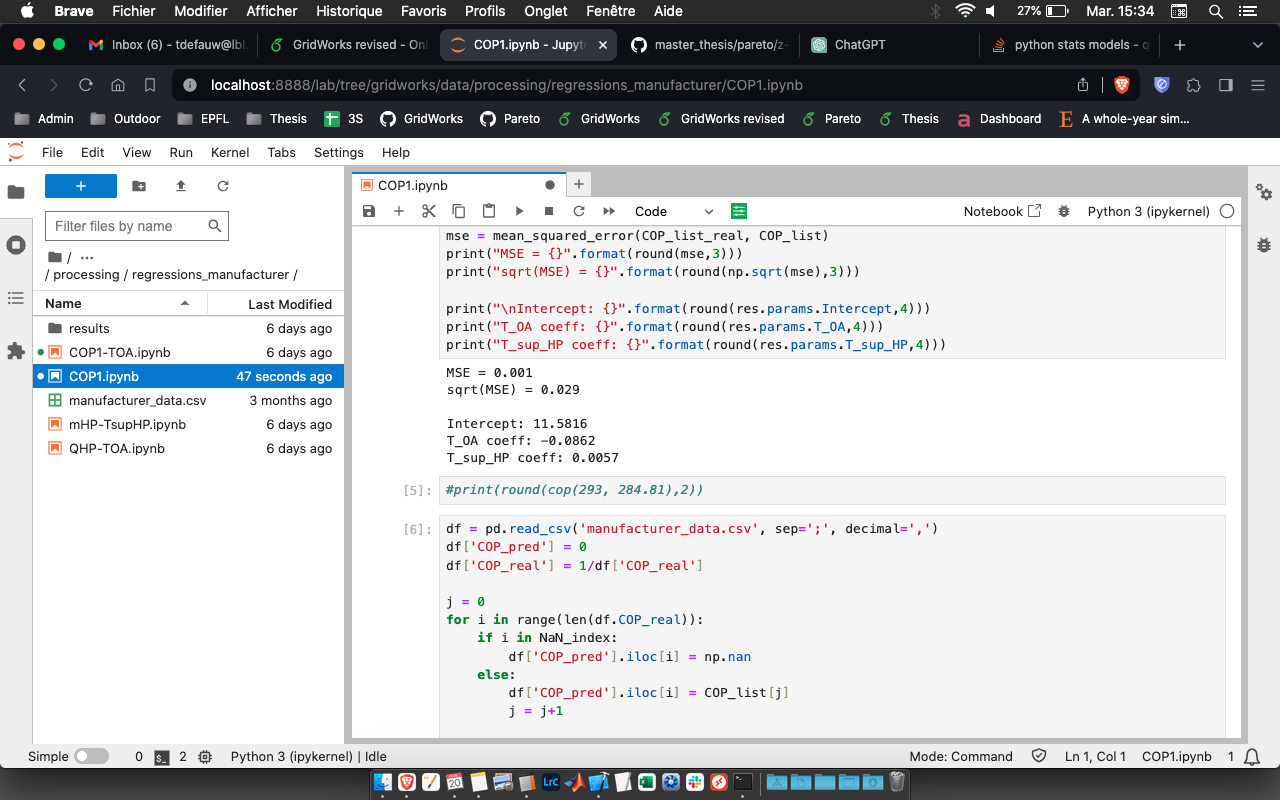 Brave Fichier Modifier Afficher Historique Favoris Profils Onglet Fenêtre Aide 27% Mar. 15:34
Inbox (6) - tdefauw@lbl. GridWorks revised - Onl COP1.ipynb - Jupyt master_thesis/pareto/z- ChatGPT python stats models - q
localhost:8888/lab/tree/gridworks/data/processing/regressions_manufacturer/COP1.ipynb
Admin Outdoor EPFL Thesis 3S GridWorks Pareto GridWorks GridWorks revised Pareto Thesis Dashboard A whole-year sim...
File Edit View Run Kernel Tabs Settings Help
Filter files by name
/ ...
/ processing / regressions_manufacturer /
Name Last Modified
results 6 days ago
COP1-TOA.ipynb 6 days ago
COP1.ipynb 47 seconds ago
manufacturer_data.csv 3 months ago
mHP-TsupHP.ipynb 6 days ago
QHP-TOA.ipynb 6 days ago
COP1.ipynb
Code Notebook Python 3 (ipykernel)
mse = mean_squared_error(COP_list_real, COP_list)
print("MSE = {}".format(round(mse,3)))
print("sqrt(MSE) = {}".format(round(np.sqrt(mse),3)))
print("\nIntercept: {}".format(round(res.params.Intercept,4)))
print("T_OA coeff: {}".format(round(res.params.T_OA,4)))
print("T_sup_HP coeff: {}".format(round(res.params.T_sup_HP,4)))
MSE = 0.001
sqrt(MSE) = 0.029
Intercept: 11.5816
T_OA coeff: -0.0862
T_sup_HP coeff: 0.0057
[5]: #print(round(cop(293, 284.81),2))
[6]: df = pd.read_csv('manufacturer_data.csv', sep=';', decimal=',')
df['COP_pred'] = 0
df['COP_real'] = 1/df['COP_real']
j = 0
for i in range(len(df.COP_real)):
if i in NaN_index:
df['COP_pred'].iloc[i] = np.nan
else:
df['COP_pred'].iloc[i] = COP_list[j]
j = j+1
Simple 0 2 Python 3 (ipykernel) | Idle Mode: Command Ln 1, Col 1 COP1.ipynb 1
20 LrC